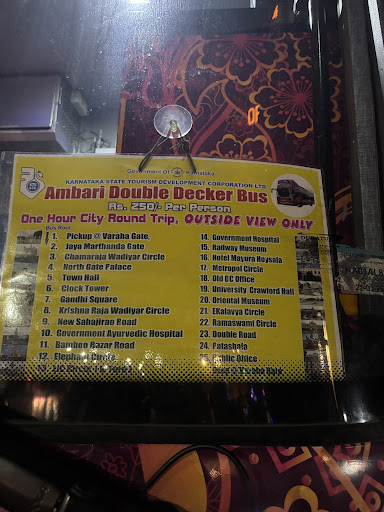 Government Of Karnataka
KARNATAKA STATE TOURISM DEVELOPMENT CORPORATION LTD.
Ambari Double Decker Bus
Rs. 250/- Per Person
One Hour City Round Trip, OUTSIDE VIEW ONLY
Bus Rout
1. Pickup @ Varaha Gate,
2. Jaya Marthanda Gate
3. Chamaraja Wadiyar Circle
4. North Gate Palace
5. Town Hall
6. Clock Tower
7. Gandhi Square
8. Krishna Raja Wadiyar Circle
9. New Sahajirao Road
10. Government Ayurvedic Hospital
11. Bamboo Bazar Road
12. Elephant Circle
13.
14. Government Hospital
15. Railway Museum
16. Hotel Mayura Hoysala
17. Metropol Circle
18. Old DC Office
19. University Crawford Hall
20. Oriental Museum
21. EKalavya Circle
22. Ramaswami Circle
23. Double Road
24. Patashala
25. Public Office
Gate
OF